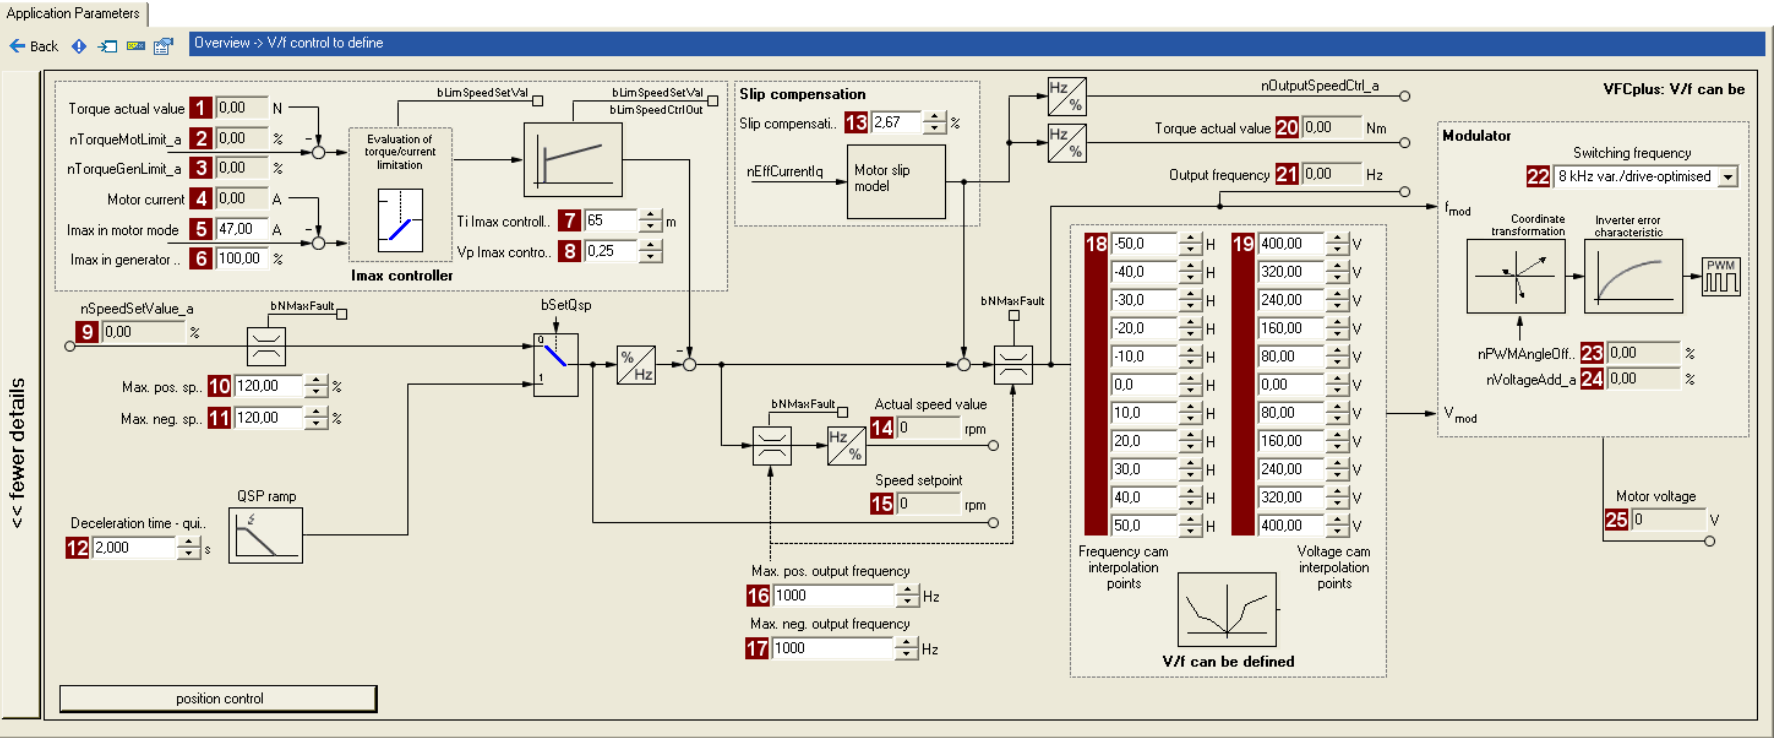 Application Parameters
Back
Overview -> V/f control to define
<< fewer details
Torque actual value 1 0,00 N
nTorqueMotLimit_a 2 0,00 %
nTorqueGenLimit_a 3 0,00 %
Motor current 4 0,00 A
Imax in motor mode 5 47,00 A
Imax in generator .. 6 100,00 %
bLimSpeedSetVal
Evaluation of
torque/current
limitation
bLimSpeedSetVal
bLimSpeedCtrlOut
Ti Imax controll.. 7 65 m
Vp Imax contro.. 8 0,25
Imax controller
Slip compensation
Slip compensati.. 13 2,67 %
nEffCurrentIq
Motor slip
model
Hz
%
Hz
%
nOutputSpeedCtrl_a
Torque actual value 20 0,00 Nm
Output frequency 21 0,00 Hz
VFCplus: V/f can be
Modulator
Switching frequency
22 8 kHz var./drive-optimised
fmod
Coordinate
transformation
Inverter error
characteristic
PWM
nPWMAngleOff.. 23 0,00 %
nVoltageAdd_a 24 0,00 %
Vmod
Motor voltage
25 0 V
nSpeedSetValue_a
9 0,00 %
bNMaxFault
Max. pos. sp.. 10 120,00 %
Max. neg. sp.. 11 120,00 %
bSetQsp
0
1
%
Hz
QSP ramp
Deceleration time - qui..
12 2,000 s
bNMaxFault
Hz
%
Actual speed value
14 0 rpm
Speed setpoint
15 0 rpm
bNMaxFault
Max. pos. output frequency
16 1000 Hz
Max. neg. output frequency
17 1000 Hz
18 -50,0 H 19 400,00 V
-40,0 H 320,00 V
-30,0 H 240,00 V
-20,0 H 160,00 V
-10,0 H 80,00 V
0,0 H 0,00 V
10,0 H 80,00 V
20,0 H 160,00 V
30,0 H 240,00 V
40,0 H 320,00 V
50,0 H 400,00 V
Frequency cam
interpolation
points
Voltage cam
interpolation
points
V/f can be defined
position control